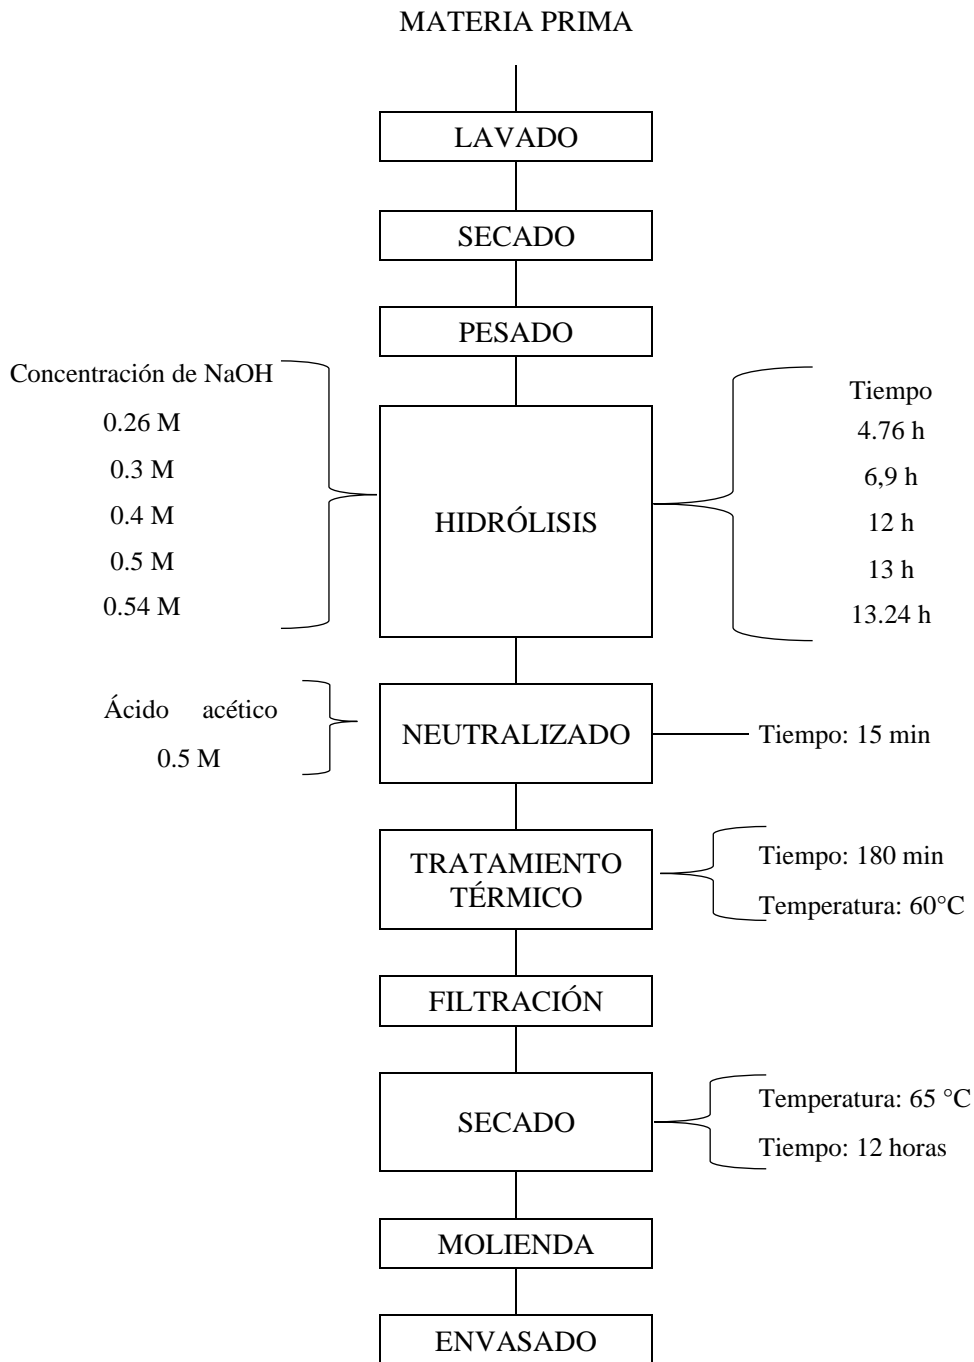 MATERIA PRIMA
LAVADO
SECADO
PESADO
Concentración de NaOH
0.26 M
0.3 M
0.4 M
0.5 M
0.54 M
HIDRÓLISIS
Tiempo
4.76 h
6,9 h
12 h
13 h
13.24 h
Ácido acético
0.5 M
NEUTRALIZADO
Tiempo: 15 min
TRATAMIENTO
TÉRMICO
Tiempo: 180 min
Temperatura: 60°C
FILTRACIÓN
SECADO
Temperatura: 65 °C
Tiempo: 12 horas
MOLIENDA
ENVASADO